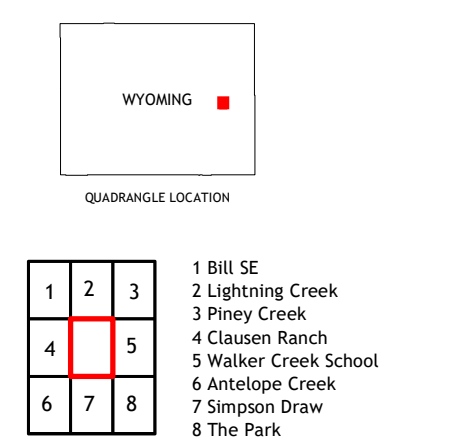 WYOMING
QUADRANGLE LOCATION
1 2 3
4 5
6 7 8
1 Bill SE
2 Lightning Creek
3 Piney Creek
4 Clausen Ranch
5 Walker Creek School
6 Antelope Creek
7 Simpson Draw
8 The Park